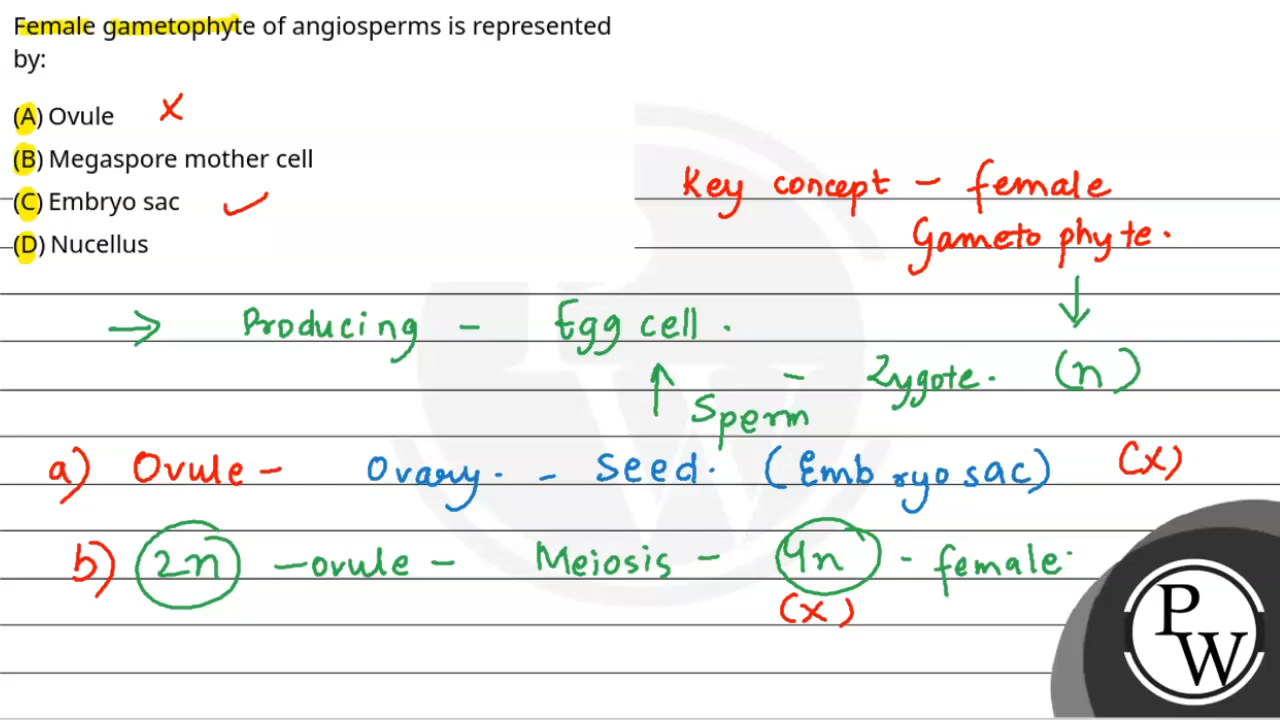 Female gametophyte of angiosperms is represented
by:
(A) Ovule X
(B) Megaspore mother cell
(C) Embryo sac ✓
(D) Nucellus
Key concept - female
Gametophyte.
↓
→ Producing - Egg cell.
↑ Sperm - Zygote. (n)
a) Ovule - Ovary. - Seed. (Embryo sac) (X)
b) 2n - ovule - Meiosis - 4n - female.
(X)
PW